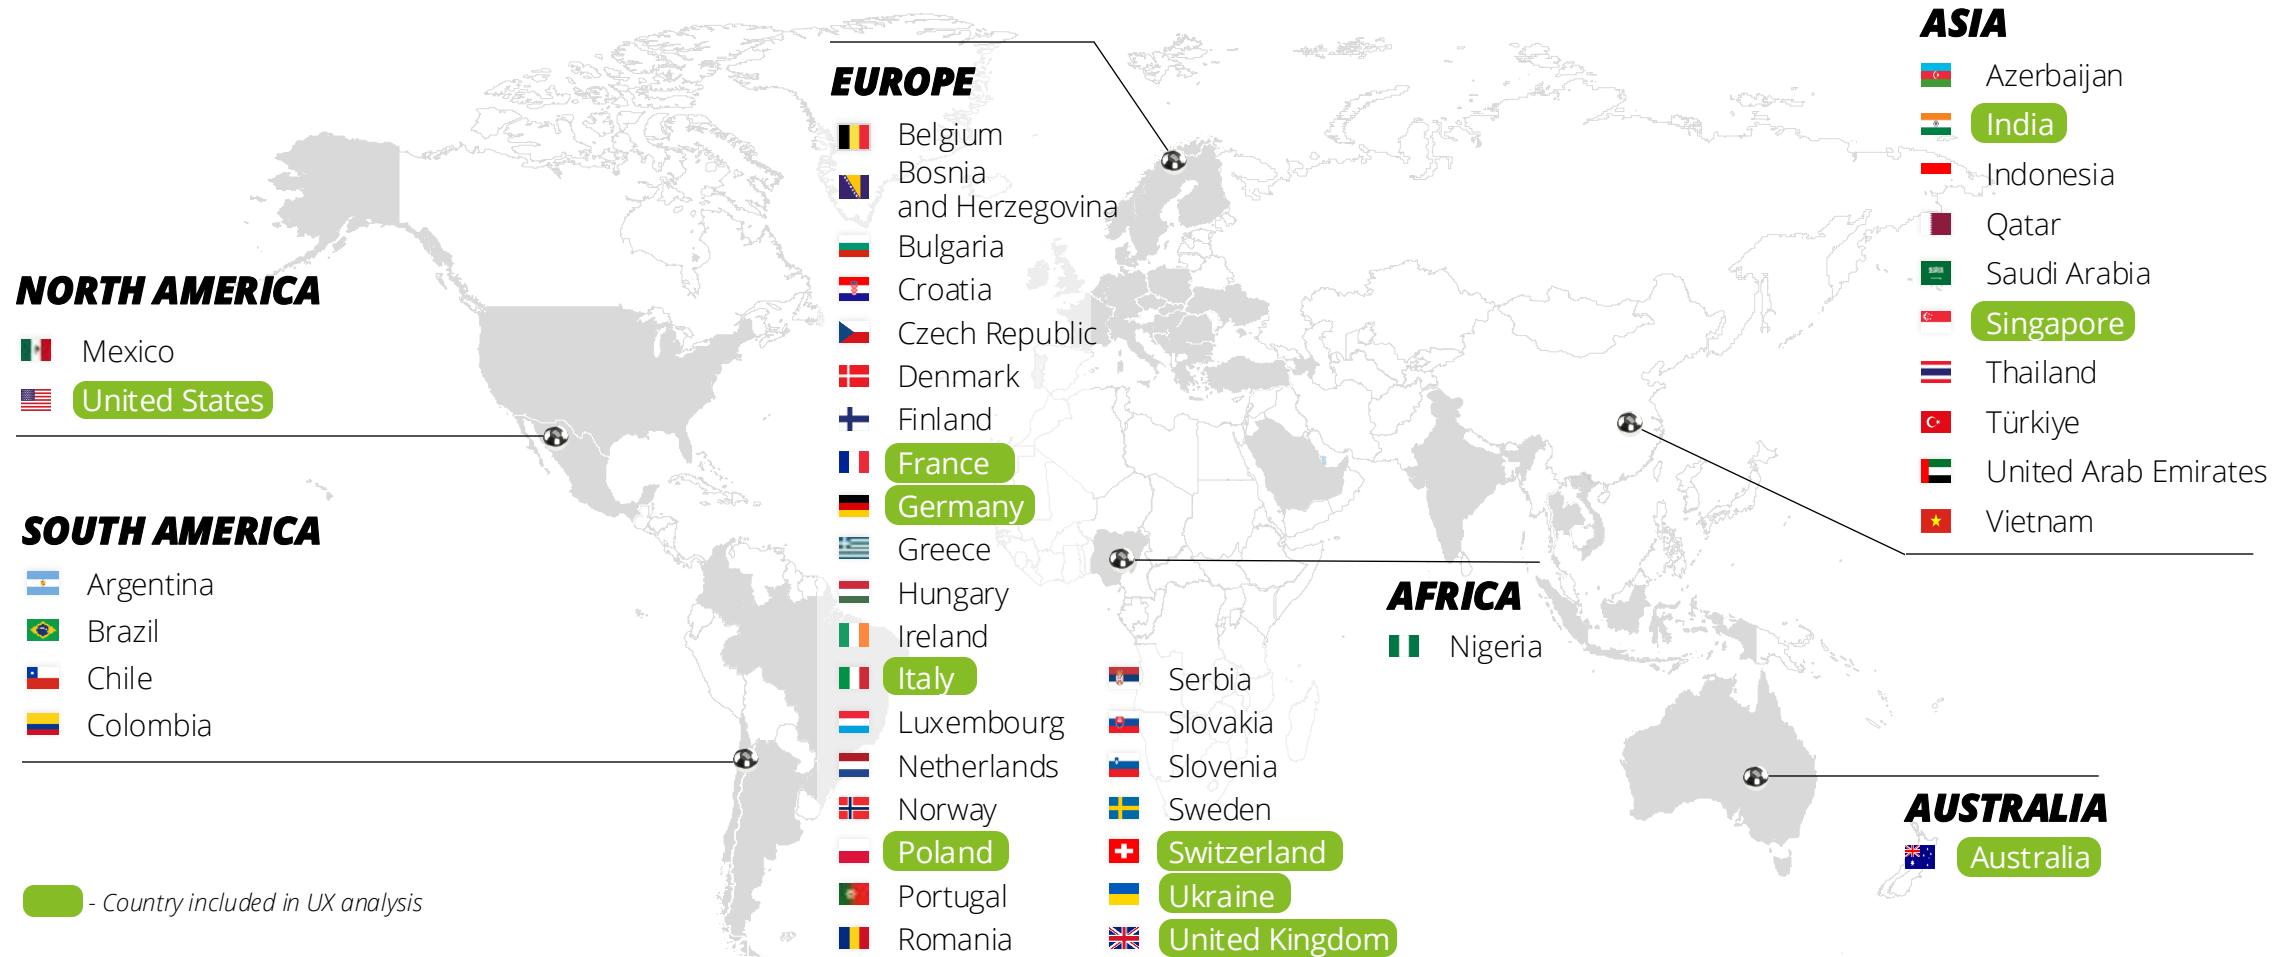 NORTH AMERICA
Mexico
United States
SOUTH AMERICA
Argentina
Brazil
Chile
Colombia
- Country included in UX analysis
EUROPE
Belgium
Bosnia
and Herzegovina
Bulgaria
Croatia
Czech Republic
Denmark
Finland
France
Germany
Greece
Hungary
Ireland
Italy
Luxembourg
Netherlands
Norway
Poland
Portugal
Romania
Serbia
Slovakia
Slovenia
Sweden
Switzerland
Ukraine
United Kingdom
AFRICA
Nigeria
ASIA
Azerbaijan
India
Indonesia
Qatar
Saudi Arabia
Singapore
Thailand
Türkiye
United Arab Emirates
Vietnam
AUSTRALIA
Australia